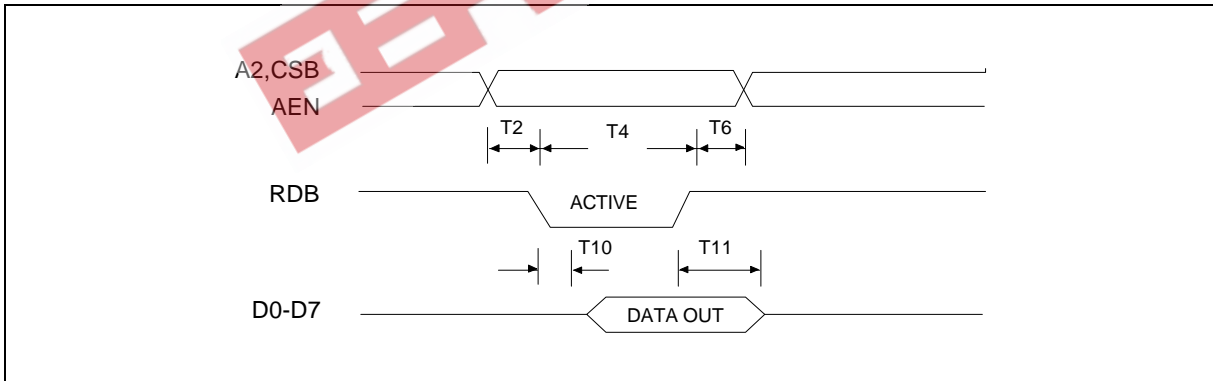 A2,CSB
AEN
T2 T4 T6
RDB
ACTIVE
T10 T11
D0-D7
DATA OUT